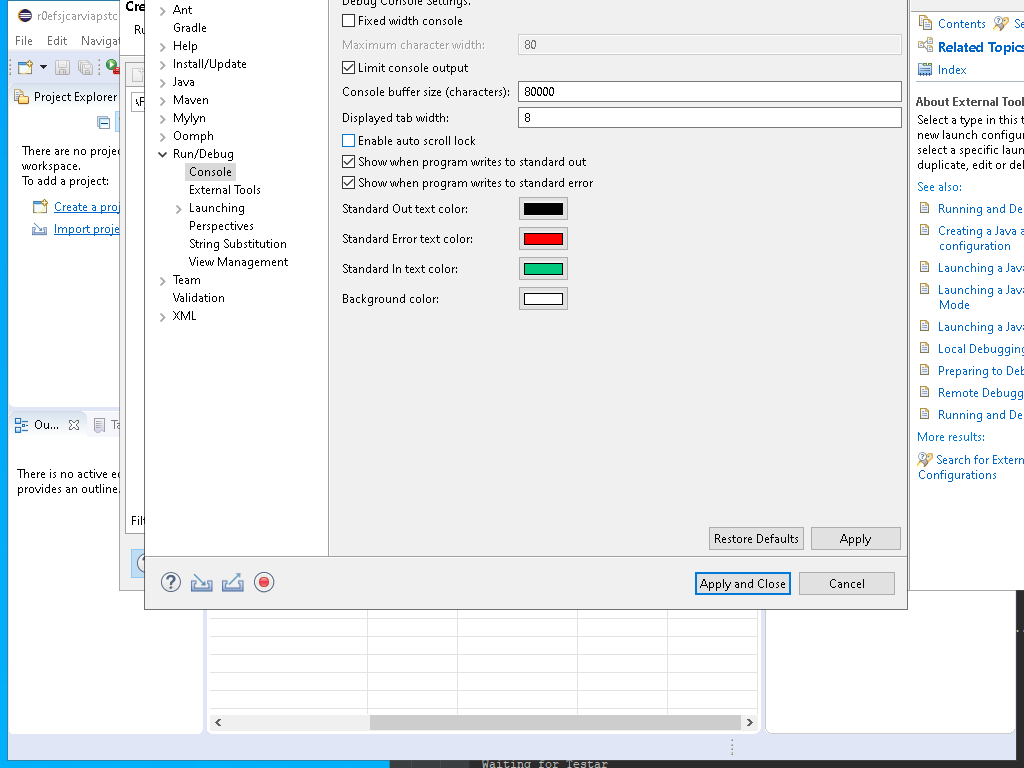 r0efsjcarviapstc
File Edit Navigat
Project Explorer
There are no proje
workspace.
To add a project:
Create a proj
Import proje
Ou...
Ta
There is no active ed
provides an outline.
Cre
Ru
\F
Filt
Ant
Gradle
Help
Install/Update
Java
Maven
Mylyn
Oomph
Run/Debug
Console
External Tools
Launching
Perspectives
String Substitution
View Management
Team
Validation
XML
Debug Console Settings.
Fixed width console
Maximum character width: 80
Limit console output
Console buffer size (characters): 80000
Displayed tab width: 8
Enable auto scroll lock
Show when program writes to standard out
Show when program writes to standard error
Standard Out text color:
Standard Error text color:
Standard In text color:
Background color:
Restore Defaults Apply
Apply and Close Cancel
Contents Se
Related Topics
Index
About External Tool
Select a type in this t
new launch configur
select a specific laun
duplicate, edit or del
See also:
Running and De
Creating a Java a
configuration
Launching a Java
Launching a Java
Mode
Launching a Java
Local Debugging
Preparing to Deb
Remote Debugg
Running and De
More results:
Search for Extern
Configurations
Waiting for Testar